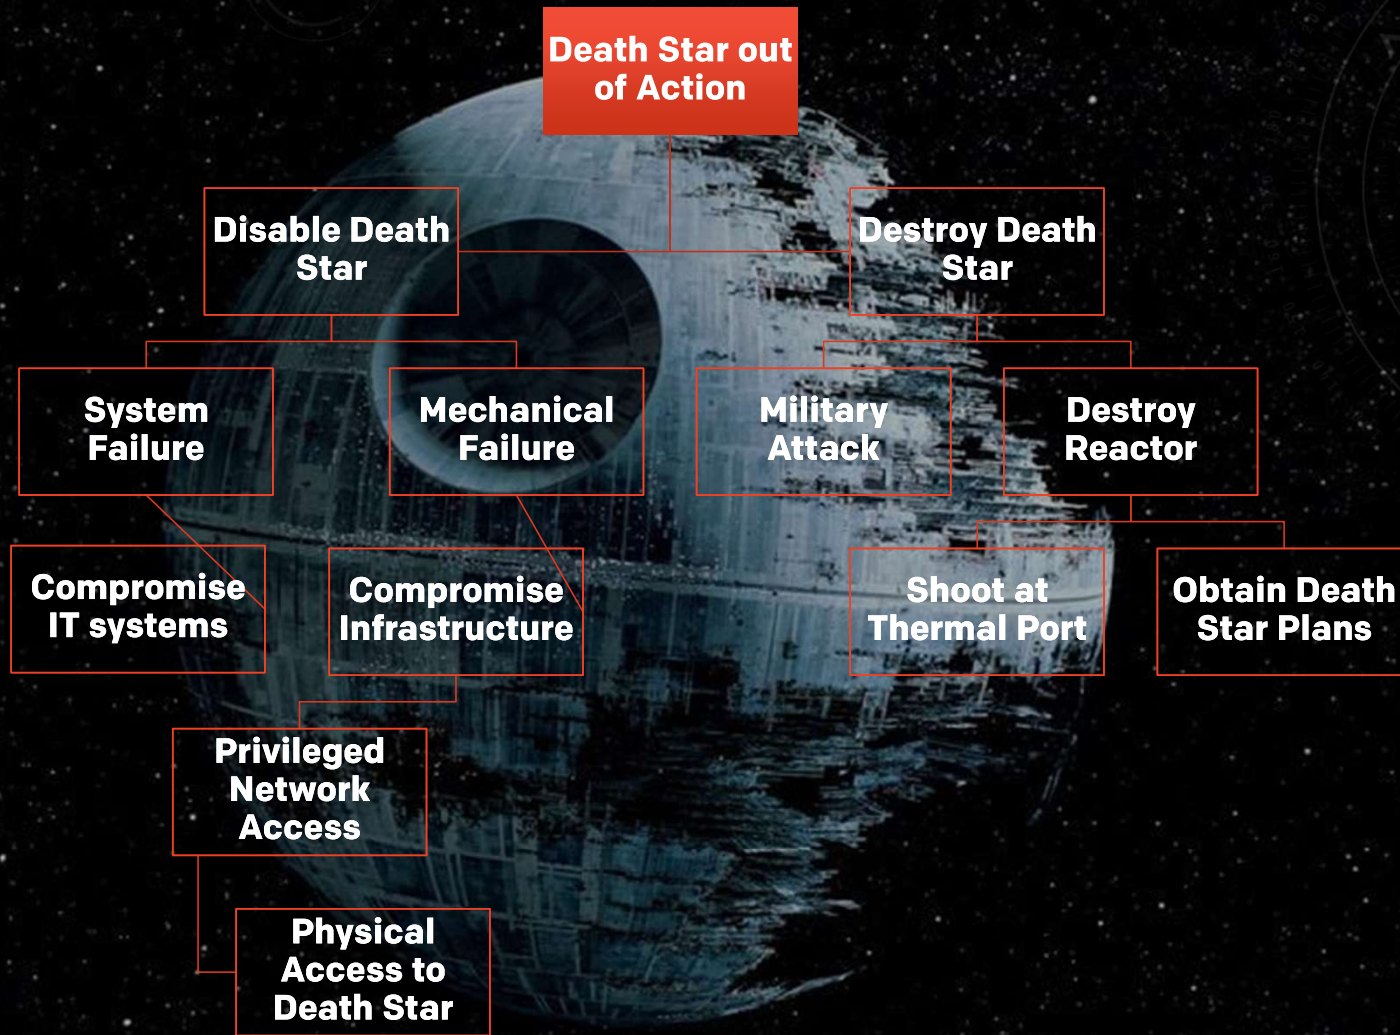 Death Star out
of Action
Disable Death
Star
Destroy Death
Star
System
Failure
Mechanical
Failure
Military
Attack
Destroy
Reactor
Compromise
IT systems
Compromise
Infrastructure
Shoot at
Thermal Port
Obtain Death
Star Plans
Privileged
Network
Access
Physical
Access to
Death Star